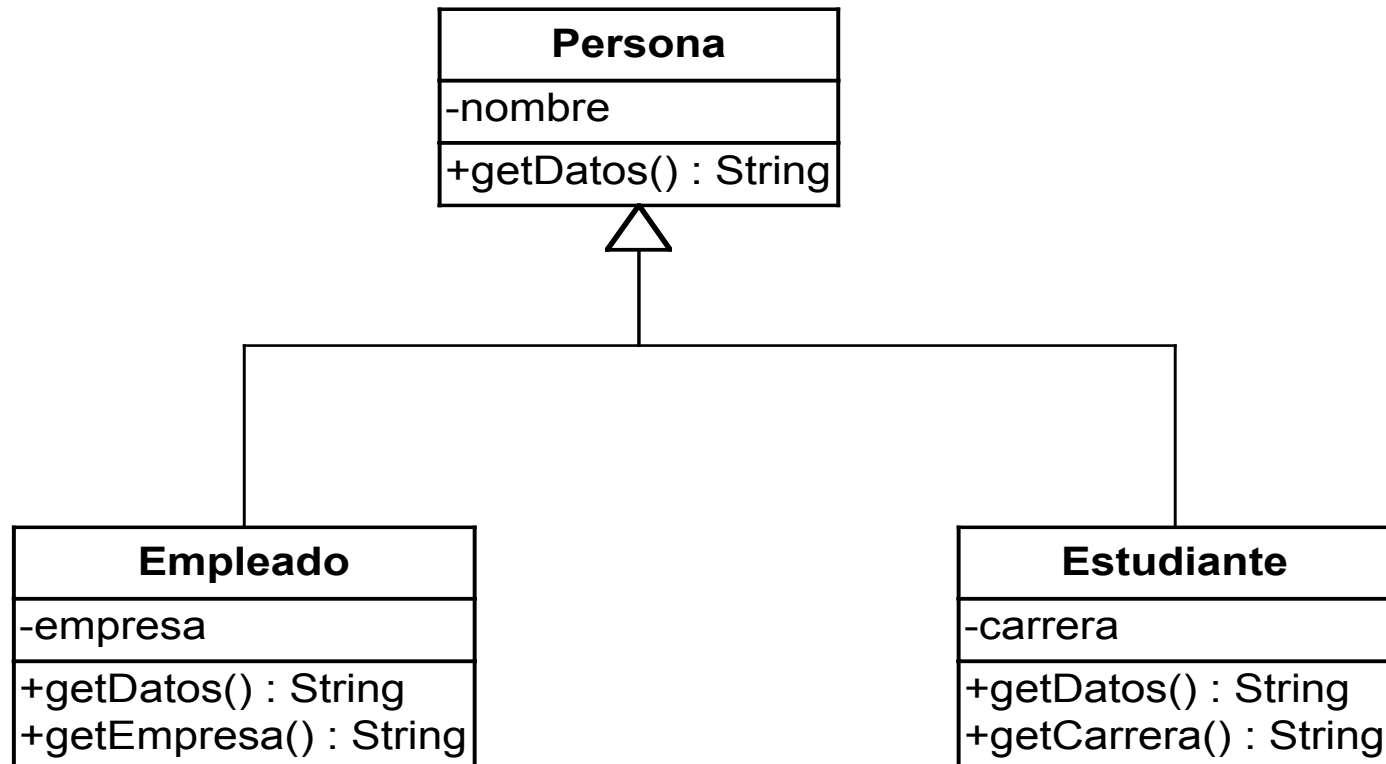 Persona
-nombre
+getDatos() : String
Empleado
-empresa
+getDatos() : String
+getEmpresa() : String
Estudiante
-carrera
+getDatos() : String
+getCarrera() : String